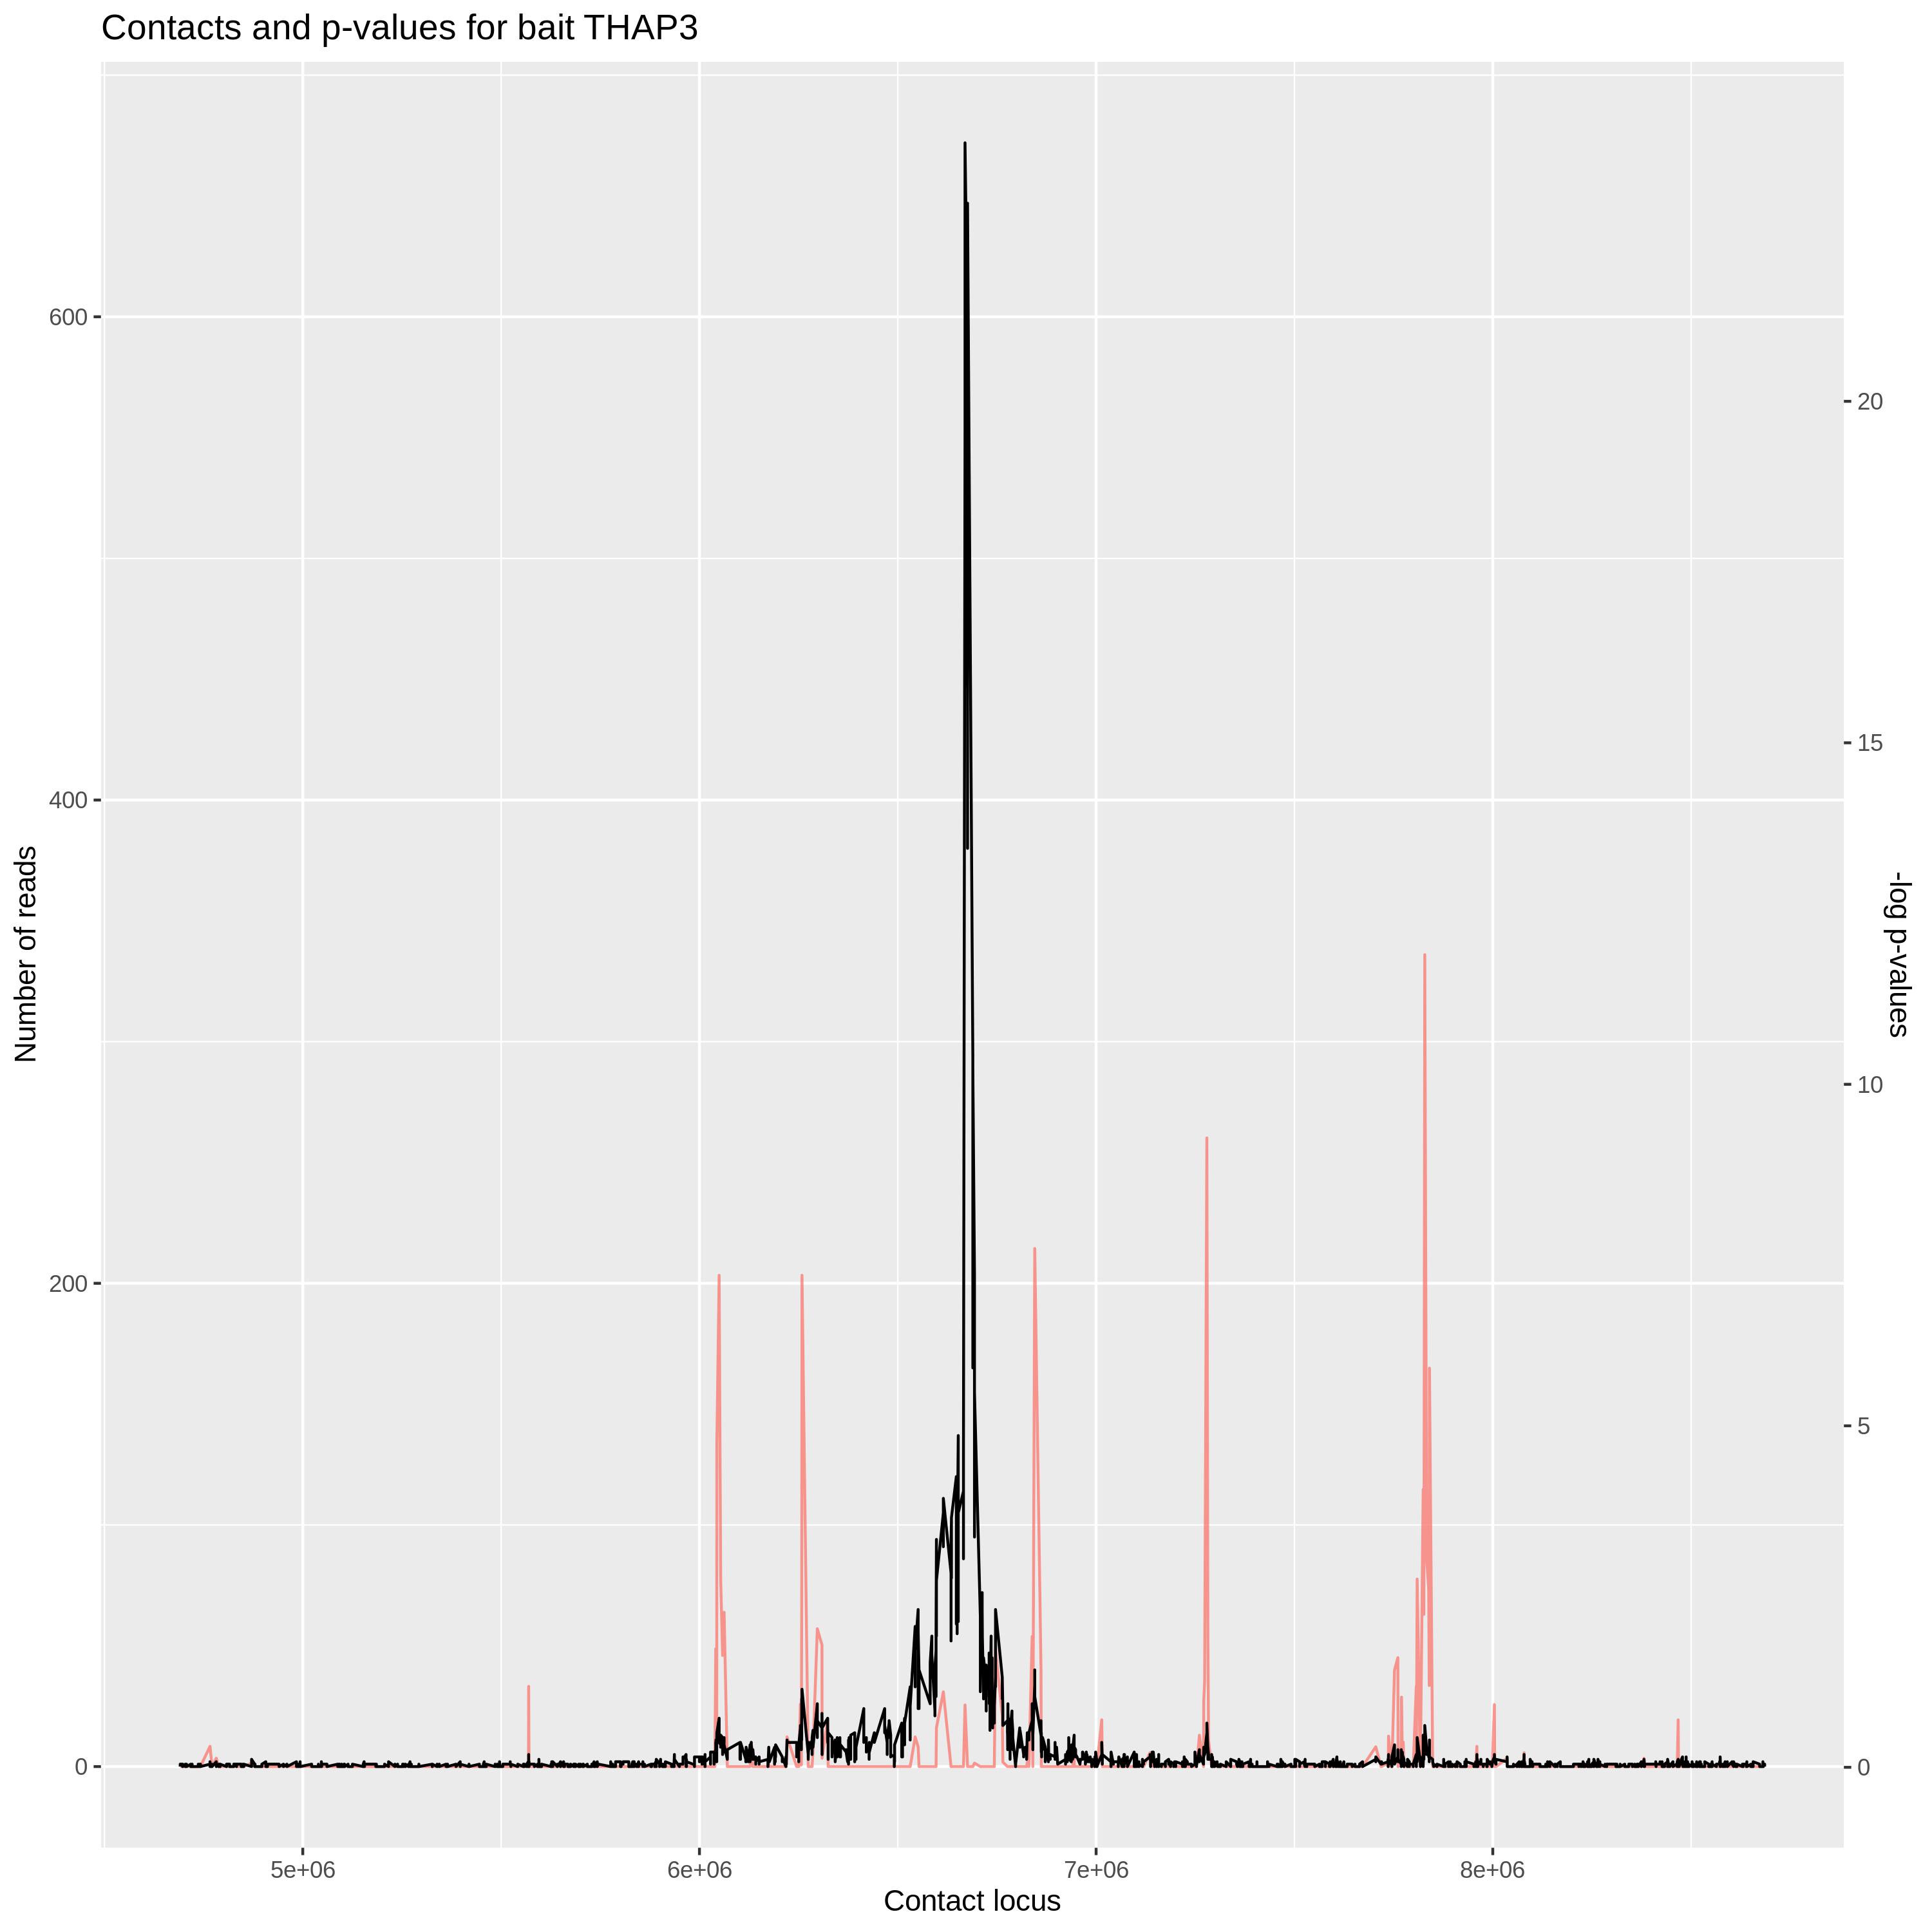 Contacts and p-values for bait THAP3
600
400
200
0
Number of reads
20
15
10
5
0
-log p-values
5e+06
6e+06
7e+06
8e+06
Contact locus